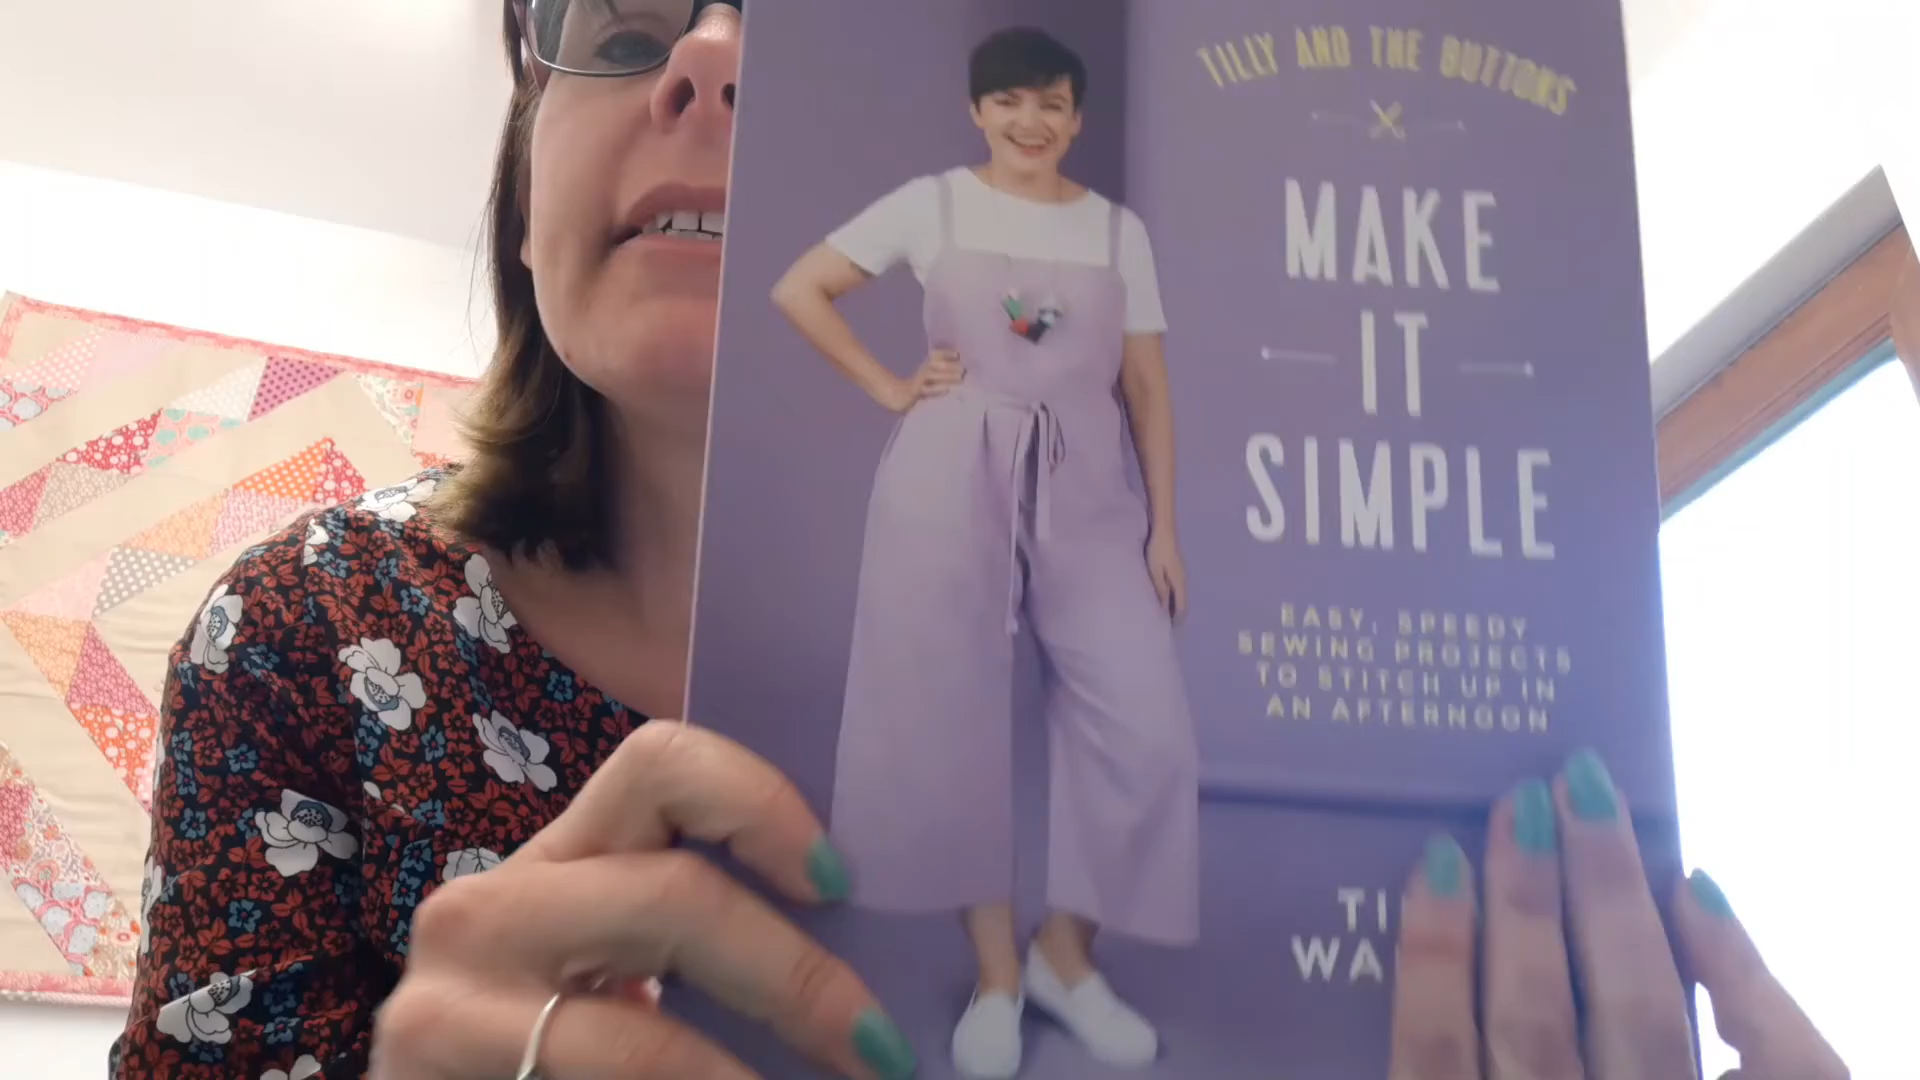 TILLY AND THE BUTTONS
MAKE
IT
SIMPLE
EASY, SPEEDY
SEWING PROJECTS
TO STITCH UP IN
AN AFTERNOON